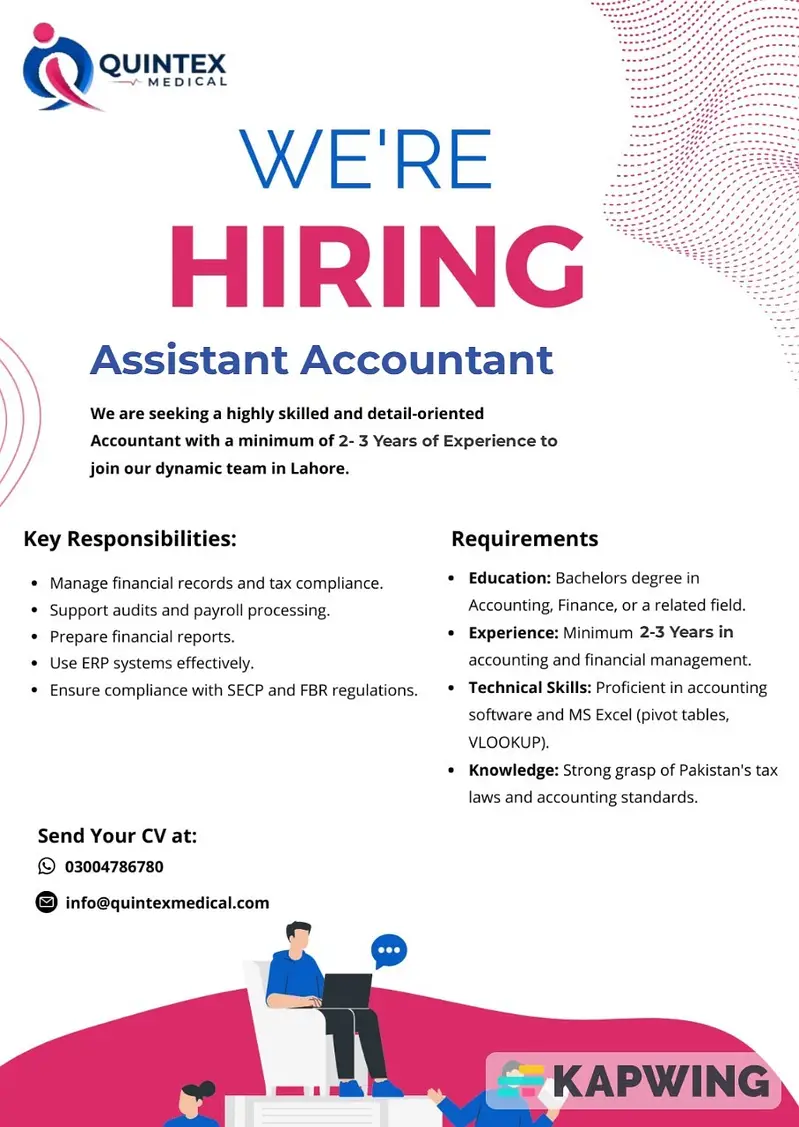 QUINTEX
MEDICAL
WE'RE
HIRING
Assistant Accountant
We are seeking a highly skilled and detail-oriented
Accountant with a minimum of 2- 3 Years of Experience to
join our dynamic team in Lahore.
Key Responsibilities:
• Manage financial records and tax compliance.
• Support audits and payroll processing.
• Prepare financial reports.
• Use ERP systems effectively.
• Ensure compliance with SECP and FBR regulations.
Requirements
• Education: Bachelors degree in
Accounting, Finance, or a related field.
• Experience: Minimum 2-3 Years in
accounting and financial management.
• Technical Skills: Proficient in accounting
software and MS Excel (pivot tables,
VLOOKUP).
• Knowledge: Strong grasp of Pakistan's tax
laws and accounting standards.
Send Your CV at:
03004786780
info@quintexmedical.com
KAPWING